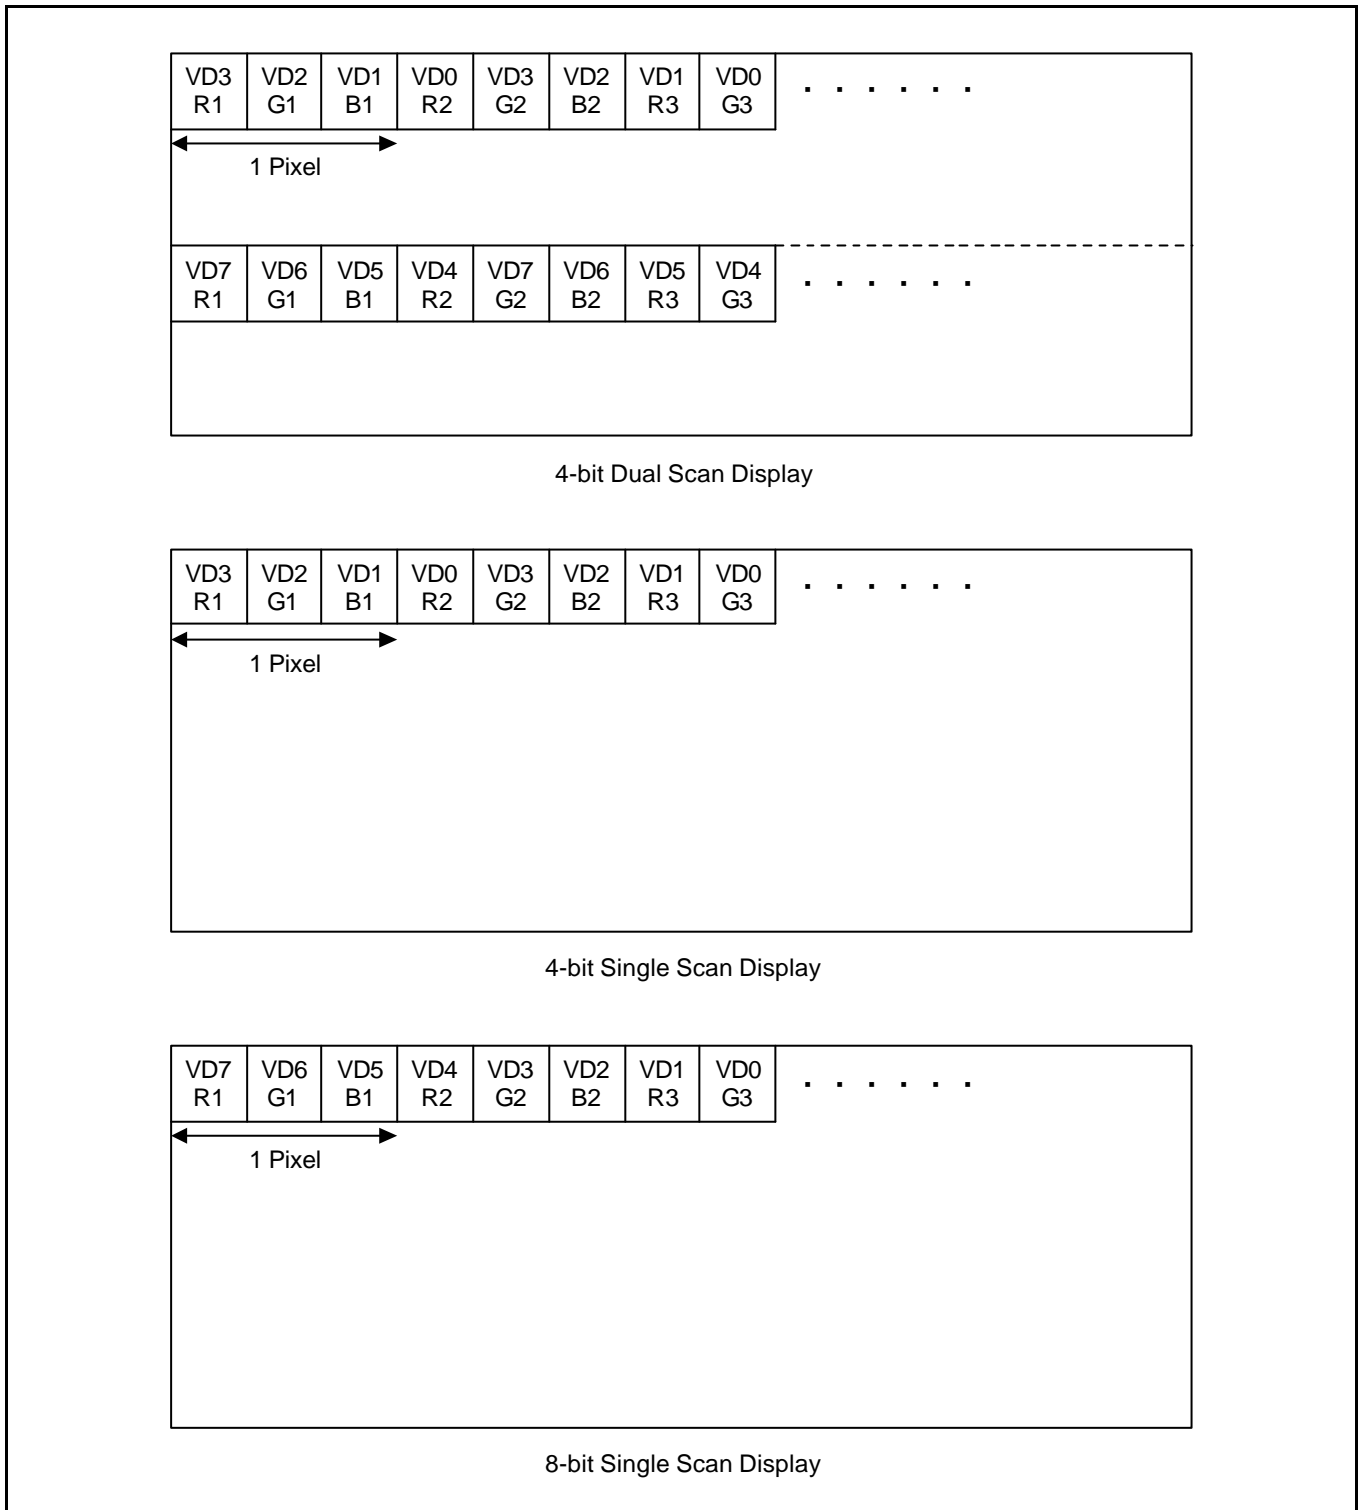 VD3 VD2 VD1 VD0 VD3 VD2 VD1 VD0
R1 G1 B1 R2 G2 B2 R3 G3 . . . . . .
1 Pixel
VD7 VD6 VD5 VD4 VD7 VD6 VD5 VD4
R1 G1 B1 R2 G2 B2 R3 G3 . . . . . .
4-bit Dual Scan Display
VD3 VD2 VD1 VD0 VD3 VD2 VD1 VD0
R1 G1 B1 R2 G2 B2 R3 G3 . . . . . .
1 Pixel
4-bit Single Scan Display
VD7 VD6 VD5 VD4 VD3 VD2 VD1 VD0
R1 G1 B1 R2 G2 B2 R3 G3 . . . . . .
1 Pixel
8-bit Single Scan Display